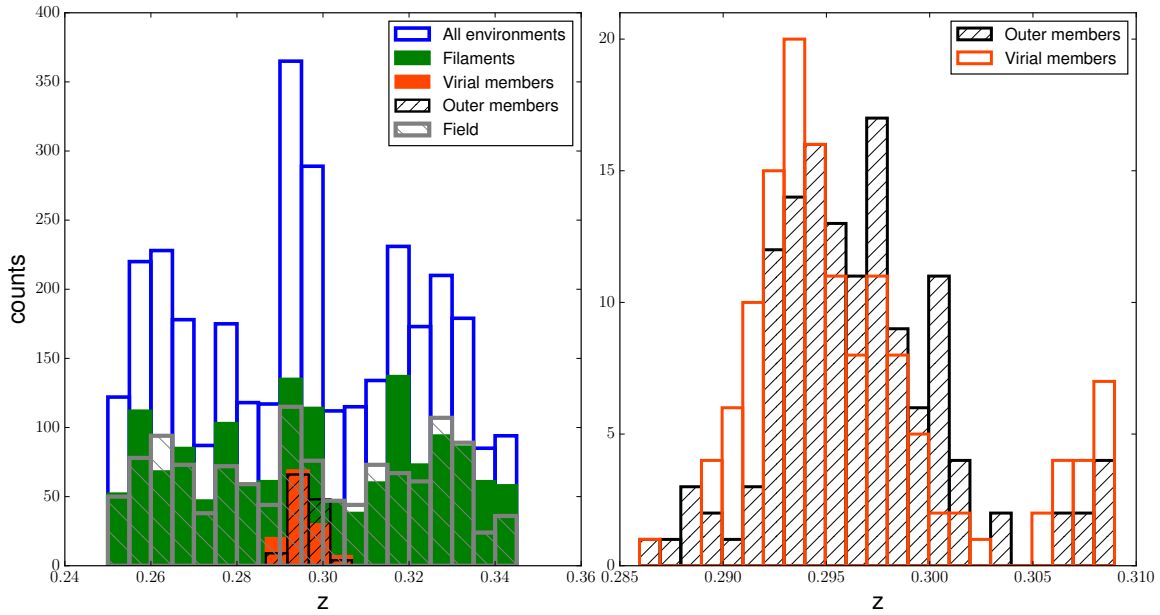 400
350
300
250
200
150
100
50
0
counts
0.24
0.26
0.28
0.30
0.32
0.34
0.36
z
All environments
Filaments
Virial members
Outer members
Field
20
15
10
5
0
0.285
0.290
0.295
0.300
0.305
0.310
z
Outer members
Virial members